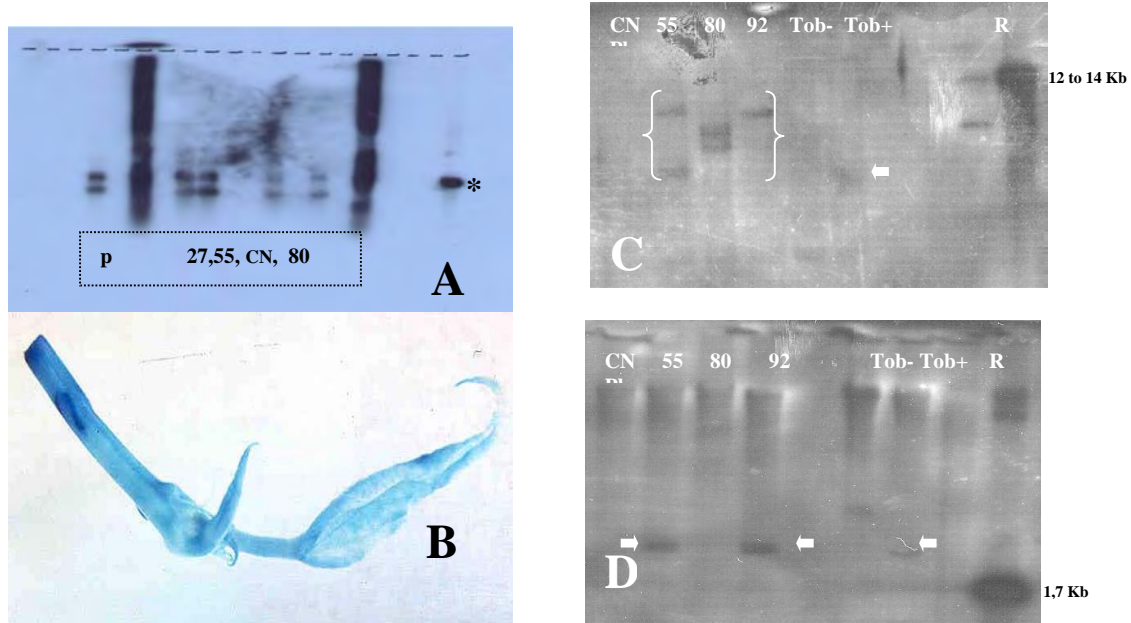 p 27,55, CN, 80
*
A
B
CN 55 80 92 Tob- Tob+ R
12 to 14 Kb
C
CN 55 80 92 Tob- Tob+ R
D
1,7 Kb